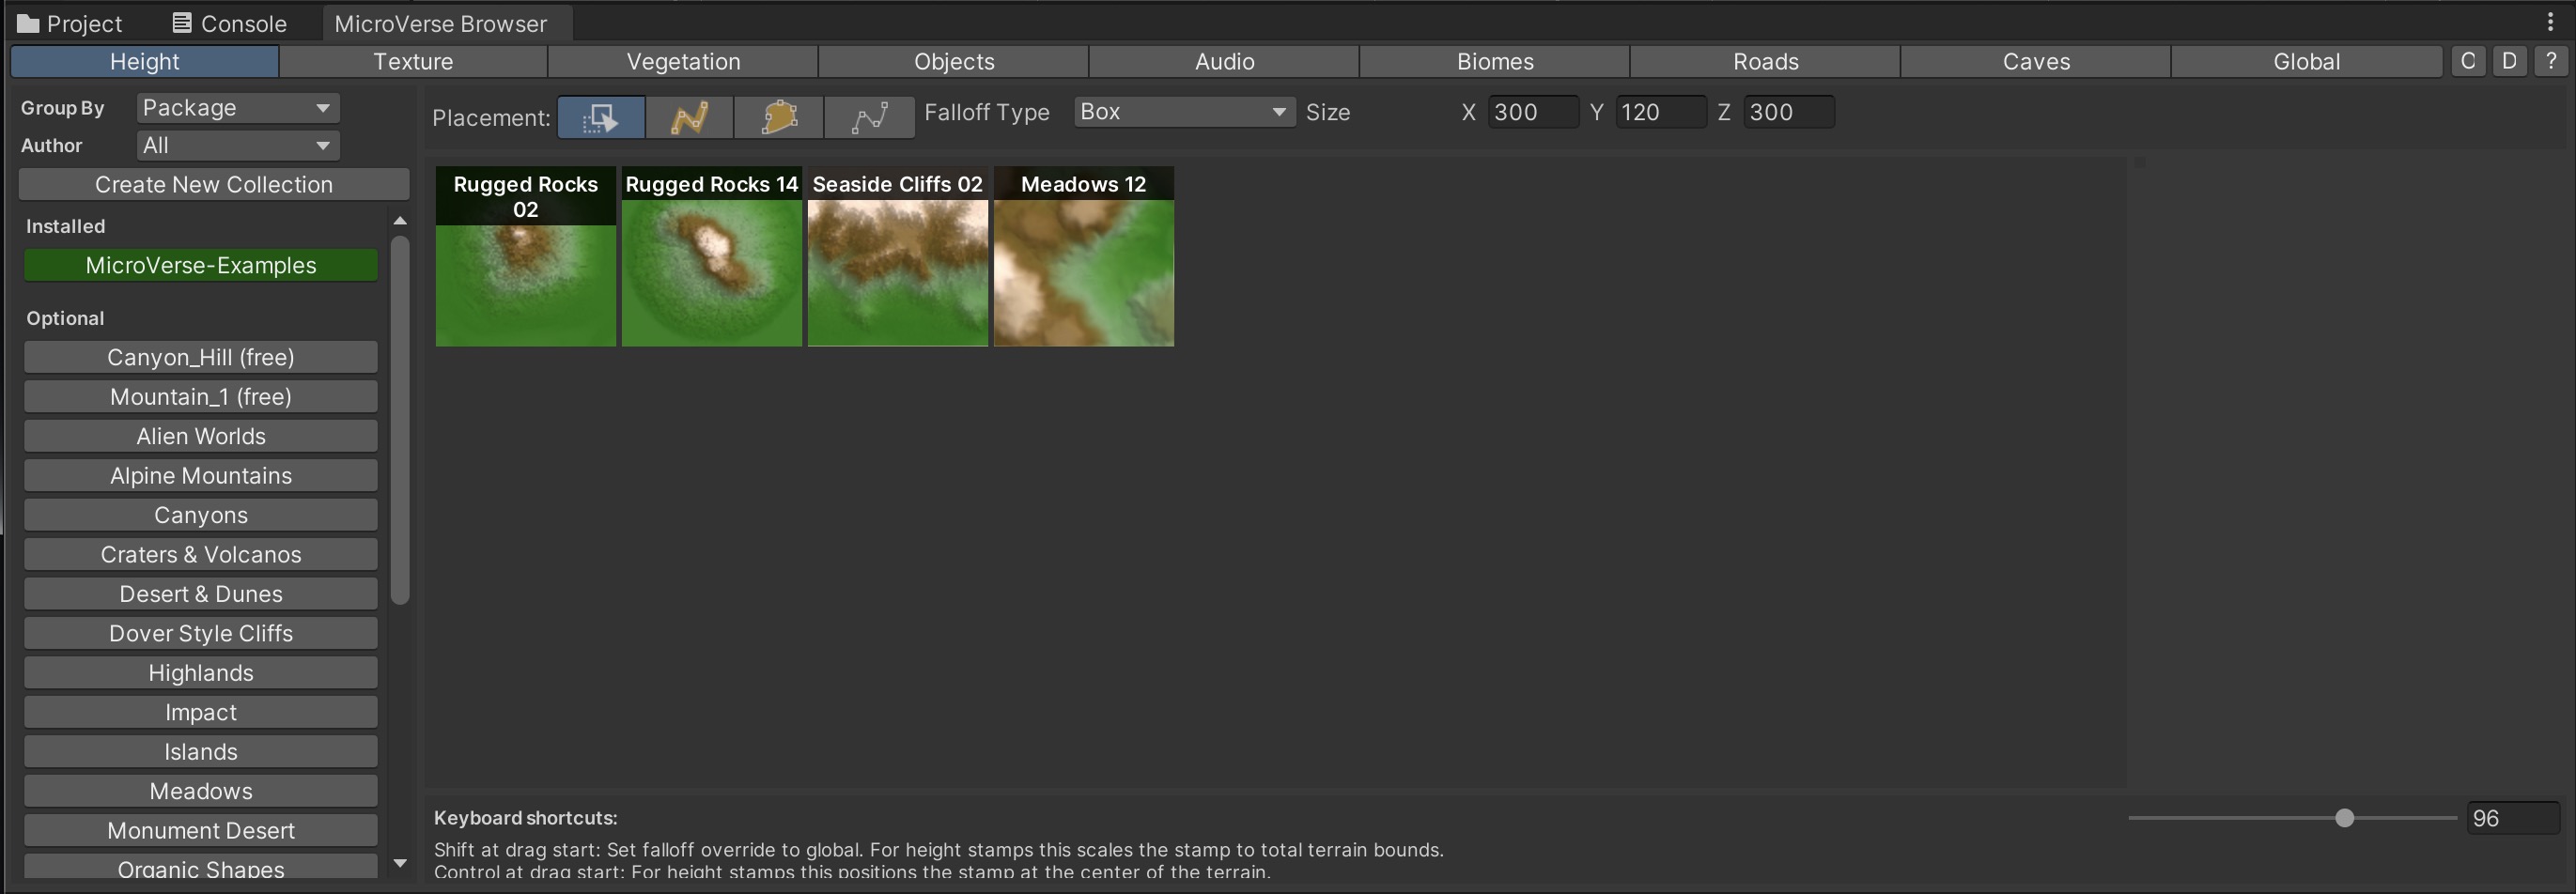 Project
Console
MicroVerse Browser
Height
Texture
Vegetation
Objects
Audio
Biomes
Roads
Caves
Global
C
D
?
Group By
Package
Author
All
Create New Collection
Installed
MicroVerse-Examples
Optional
Canyon_Hill (free)
Mountain_1 (free)
Alien Worlds
Alpine Mountains
Canyons
Craters & Volcanos
Desert & Dunes
Dover Style Cliffs
Highlands
Impact
Islands
Meadows
Monument Desert
Organic Shapes
Placement:
Falloff Type
Box
Size
X
300
Y
120
Z
300
Rugged Rocks
02
Rugged Rocks 14
Seaside Cliffs 02
Meadows 12
Keyboard shortcuts:
Shift at drag start: Set falloff override to global. For height stamps this scales the stamp to total terrain bounds.
Control at drag start: For height stamps this positions the stamp at the center of the terrain.
96